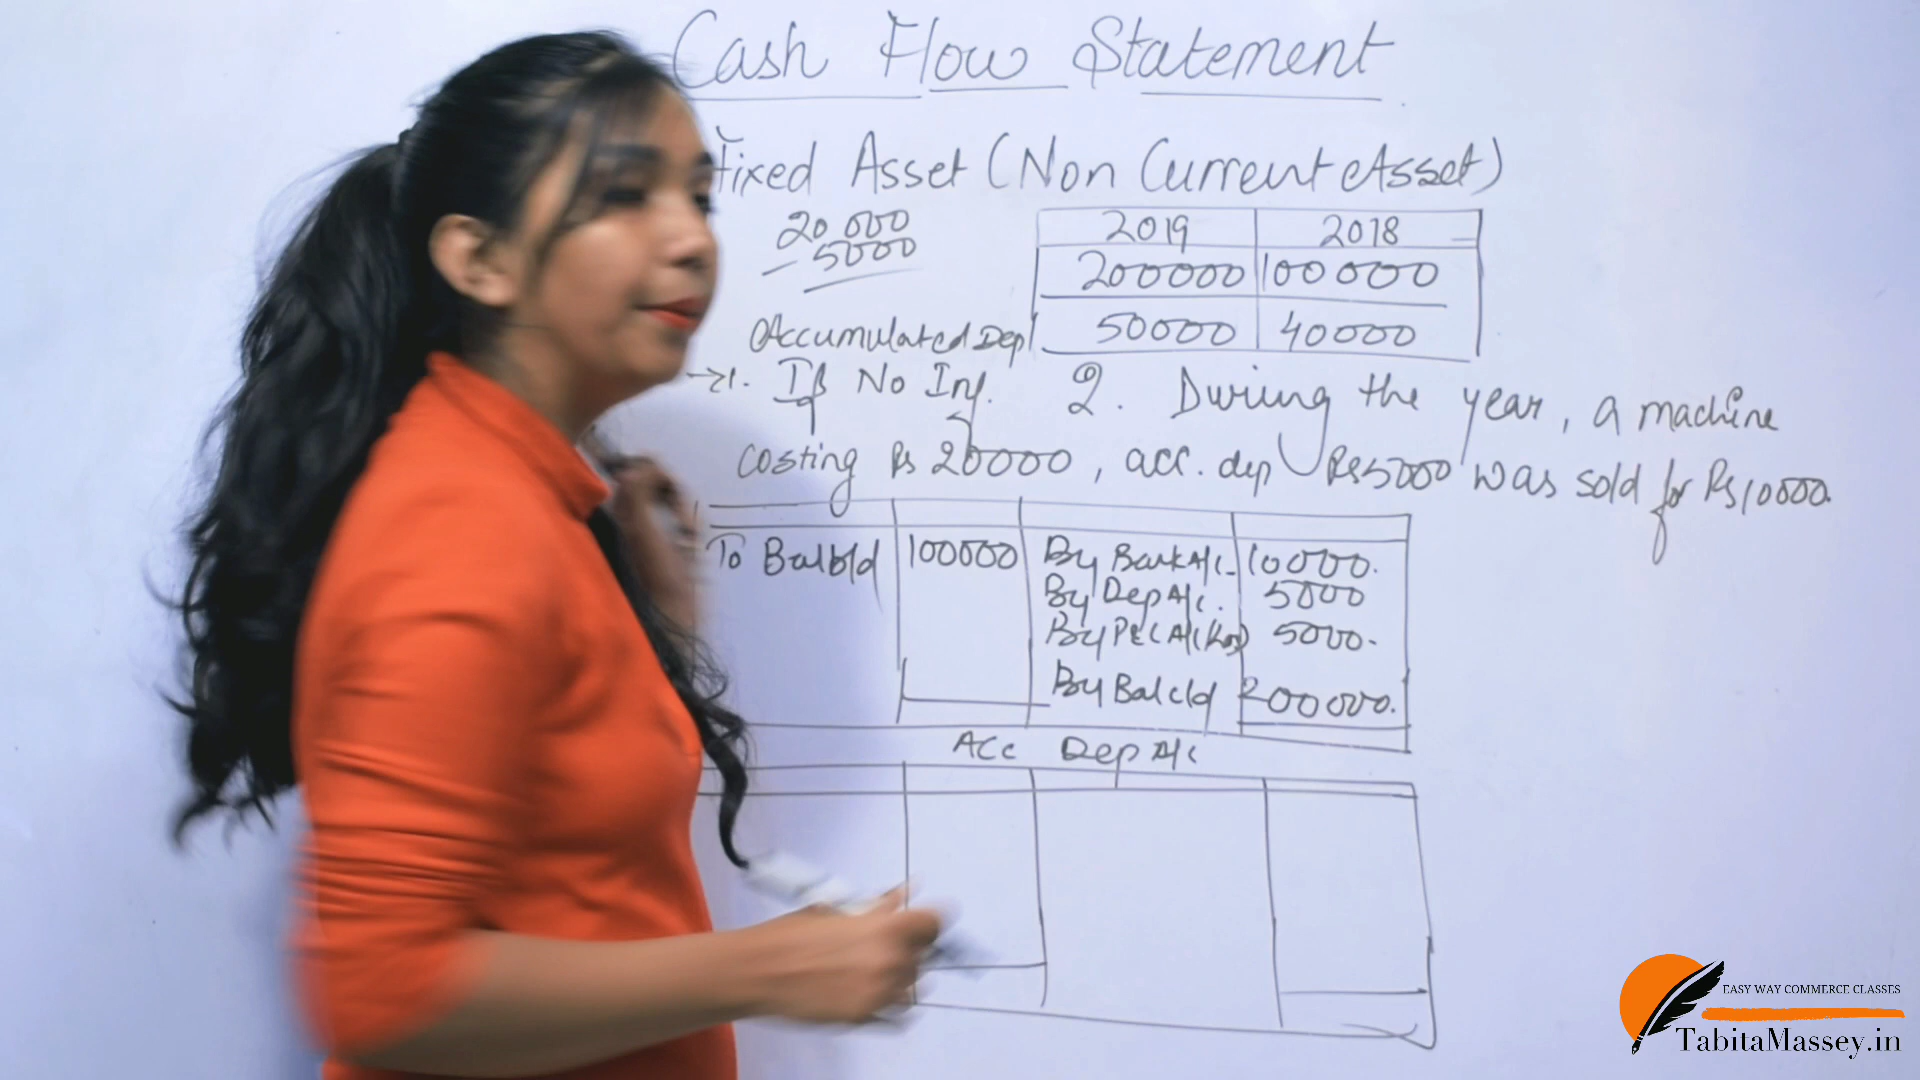 Cash Flow Statement
Fixed Asset (Non Current Asset)
20 000
- 5000
2019 2018
200000 100000
Accumulated Dep 50000 40000
→1. If No Inf. 2. During the year, a machine
costing Rs 20000, acc. dep Rs 5000 was sold for Rs 10000.
To Bal b/d 100000 By Bank A/c 10000.
By Dep A/c. 5000
By P&L A/c (Loss) 5000.
By Bal c/d 200000.
Acc Dep A/c
EASY WAY COMMERCE CLASSES
TabitaMassey.in